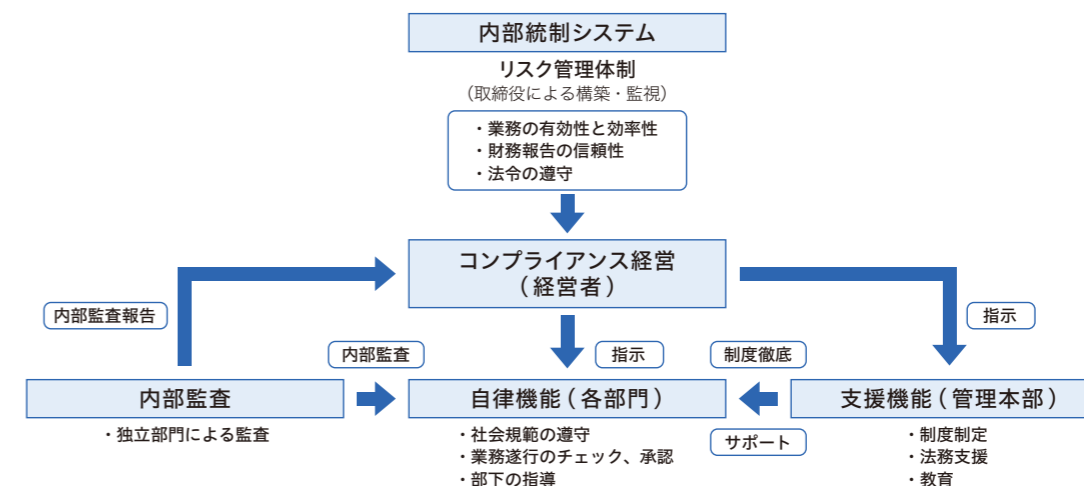 内部統制システム
リスク管理体制
（取締役による構築・監視）
・業務の有効性と効率性
・財務報告の信頼性
・法令の遵守
コンプライアンス経営
（経営者）
内部監査報告
指示
内部監査
指示
制度徹底
内部監査
自律機能（各部門）
支援機能（管理本部）
・独立部門による監査
・社会規範の遵守
・業務遂行のチェック、承認
・部下の指導
サポート
・制度制定
・法務支援
・教育